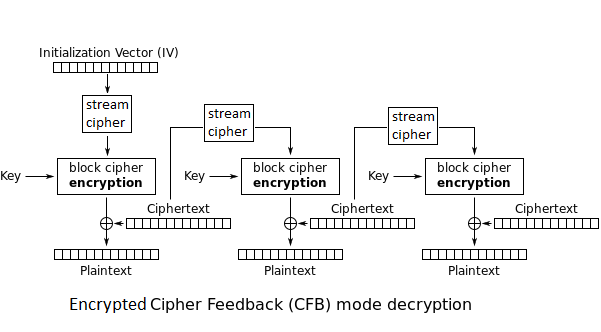 Initialization Vector (IV)
stream
cipher
stream
cipher
stream
cipher
Key
block cipher
encryption
Key
block cipher
encryption
Key
block cipher
encryption
Ciphertext
Ciphertext
Ciphertext
Plaintext
Plaintext
Plaintext
Encrypted Cipher Feedback (CFB) mode decryption